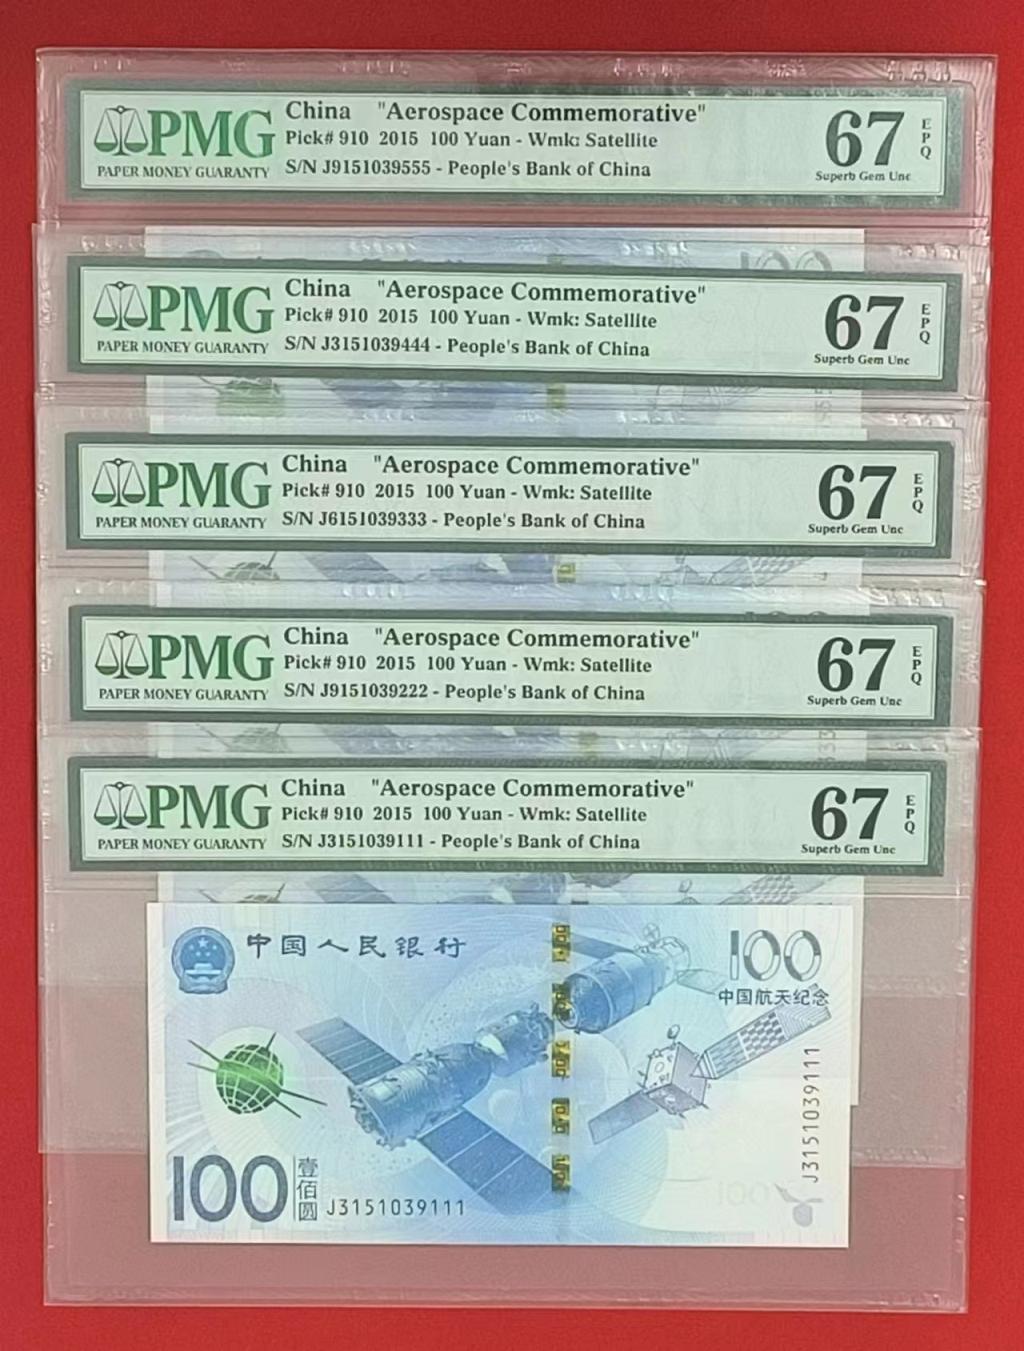 PMG
PAPER MONEY GUARANTY
China "Aerospace Commemorative"
Pick# 910 2015 100 Yuan - Wmk: Satellite
S/N J9151039555 - People's Bank of China
67
EPQ
Superb Gem Unc
100
PMG
PAPER MONEY GUARANTY
China "Aerospace Commemorative"
Pick# 910 2015 100 Yuan - Wmk: Satellite
S/N J3151039444 - People's Bank of China
67
EPQ
Superb Gem Unc
PMG
PAPER MONEY GUARANTY
China "Aerospace Commemorative"
Pick# 910 2015 100 Yuan - Wmk: Satellite
S/N J6151039333 - People's Bank of China
67
EPQ
Superb Gem Unc
PMG
PAPER MONEY GUARANTY
China "Aerospace Commemorative"
Pick# 910 2015 100 Yuan - Wmk: Satellite
S/N J9151039222 - People's Bank of China
67
EPQ
Superb Gem Unc
PMG
PAPER MONEY GUARANTY
China "Aerospace Commemorative"
Pick# 910 2015 100 Yuan - Wmk: Satellite
S/N J3151039111 - People's Bank of China
67
EPQ
Superb Gem Unc
中国人民银行
100
中国航天纪念
J3151039111
100
壹佰圆
J3151039111